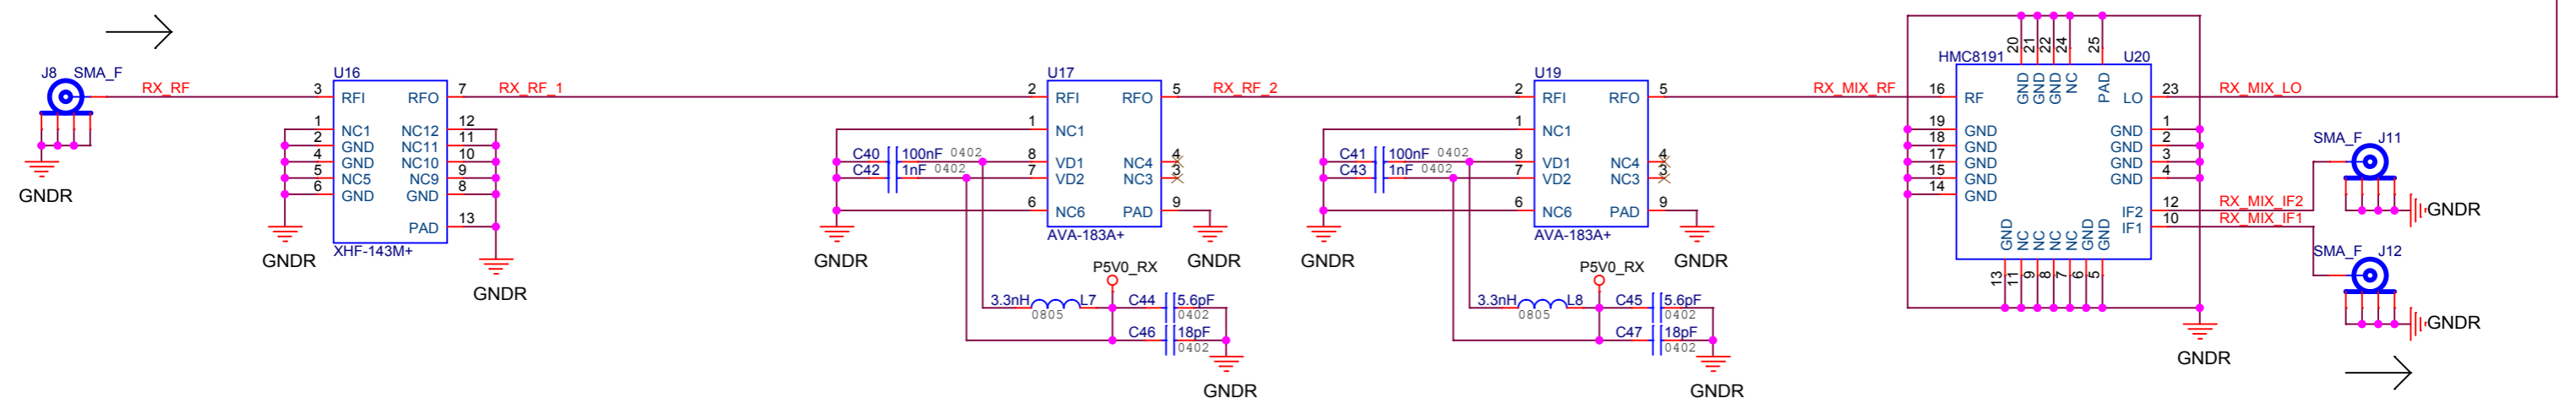 J8 SMA_F
RX_RF
GNDR
U16
3 RFI RFO 7
1 NC1 NC12 12
2 GND NC11 11
4 GND NC10 10
5 NC5 NC9 9
6 GND GND 8
PAD 13
XHF-143M+
GNDR
GNDR
RX_RF_1
U17
2 RFI RFO 5
1 NC1
8 VD1 NC4 4
7 VD2 NC3 3
6 NC6 PAD 9
AVA-183A+
C40 100nF 0402
C42 1nF 0402
GNDR
GNDR
P5V0_RX
3.3nH L7
0805
C44 5.6pF
0402
C46 18pF
0402
GNDR
RX_RF_2
U19
2 RFI RFO 5
1 NC1
8 VD1 NC4 4
7 VD2 NC3 3
6 NC6 PAD 9
AVA-183A+
C41 100nF 0402
C43 1nF 0402
GNDR
GNDR
P5V0_RX
3.3nH L8
0805
C45 5.6pF
0402
C47 18pF
0402
GNDR
RX_MIX_RF
HMC8191 U20
20 21 22 24 25
GND GND GND NC PAD
16 RF LO 23
19 GND GND 1
18 GND GND 2
17 GND GND 3
15 GND GND 4
14 GND
IF2 12
IF1 10
GND NC NC NC NC GND GND
13 11 9 8 7 6 5
GNDR
RX_MIX_LO
RX_MIX_IF2
RX_MIX_IF1
SMA_F J11
GNDR
SMA_F J12
GNDR